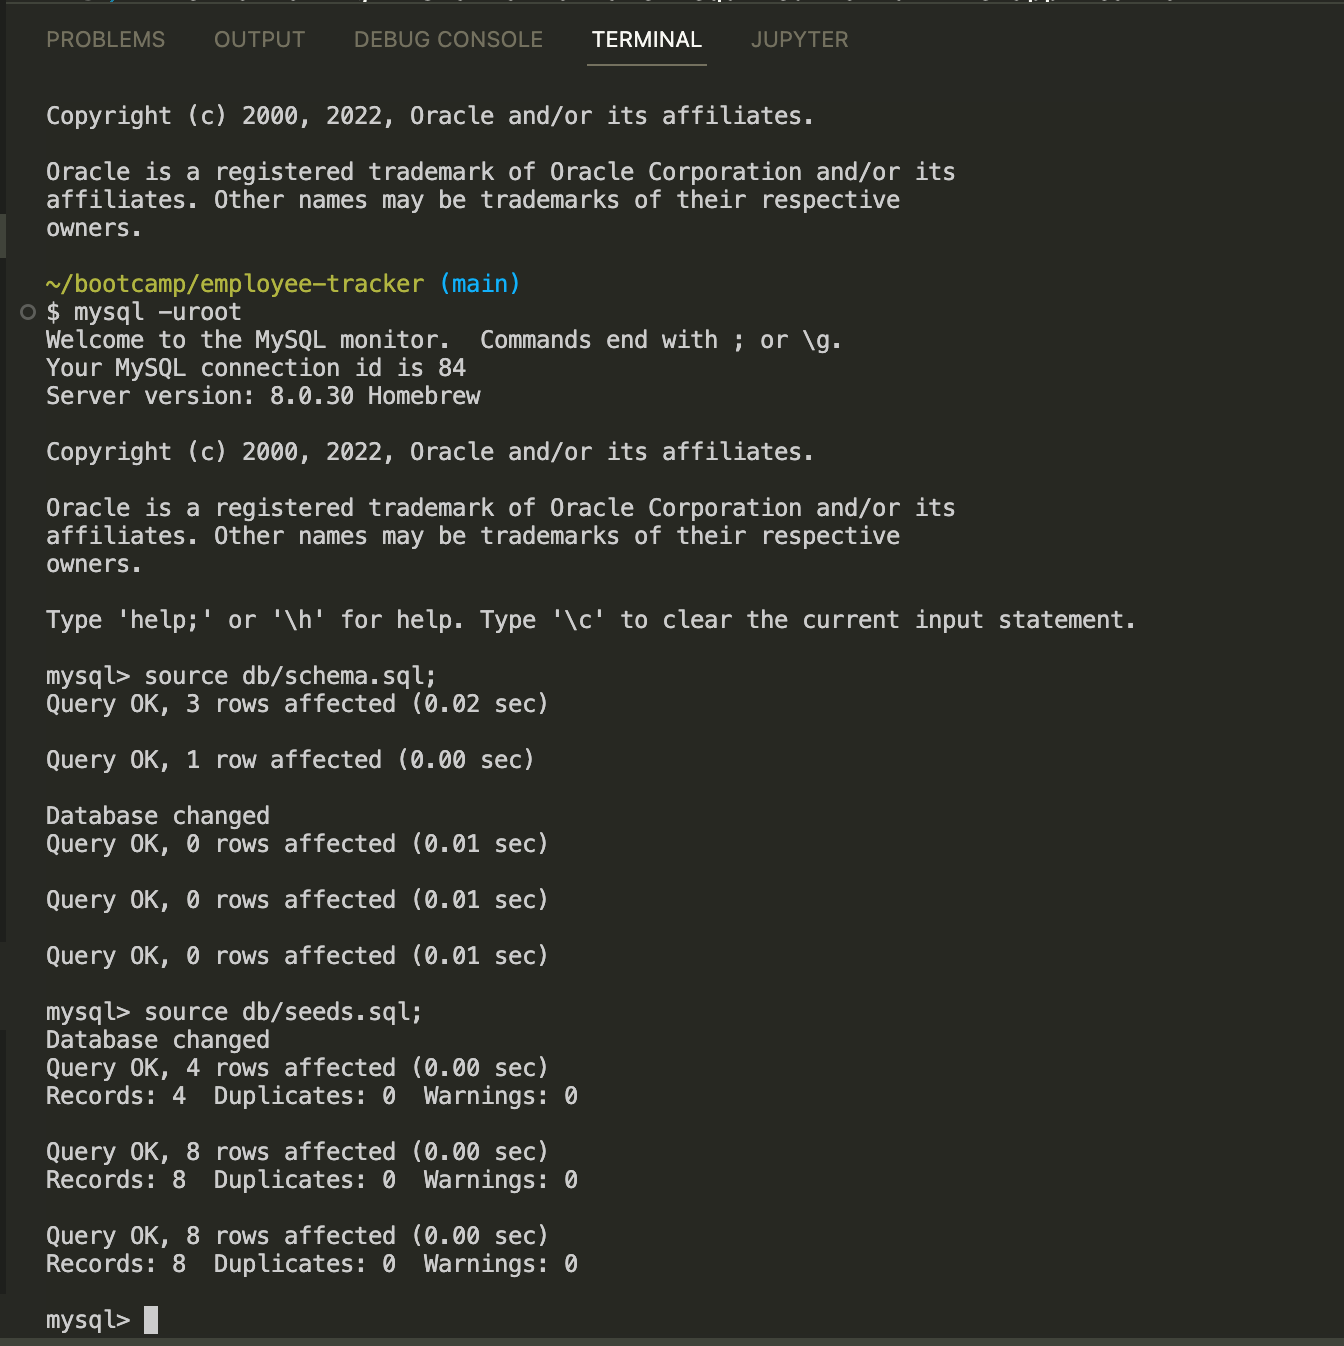 PROBLEMS OUTPUT DEBUG CONSOLE TERMINAL JUPYTER
Copyright (c) 2000, 2022, Oracle and/or its affiliates.
Oracle is a registered trademark of Oracle Corporation and/or its
affiliates. Other names may be trademarks of their respective
owners.
~/bootcamp/employee-tracker (main)
$ mysql -uroot
Welcome to the MySQL monitor.  Commands end with ; or \g.
Your MySQL connection id is 84
Server version: 8.0.30 Homebrew
Copyright (c) 2000, 2022, Oracle and/or its affiliates.
Oracle is a registered trademark of Oracle Corporation and/or its
affiliates. Other names may be trademarks of their respective
owners.
Type 'help;' or '\h' for help. Type '\c' to clear the current input statement.
mysql> source db/schema.sql;
Query OK, 3 rows affected (0.02 sec)
Query OK, 1 row affected (0.00 sec)
Database changed
Query OK, 0 rows affected (0.01 sec)
Query OK, 0 rows affected (0.01 sec)
Query OK, 0 rows affected (0.01 sec)
mysql> source db/seeds.sql;
Database changed
Query OK, 4 rows affected (0.00 sec)
Records: 4  Duplicates: 0  Warnings: 0
Query OK, 8 rows affected (0.00 sec)
Records: 8  Duplicates: 0  Warnings: 0
Query OK, 8 rows affected (0.00 sec)
Records: 8  Duplicates: 0  Warnings: 0
mysql>